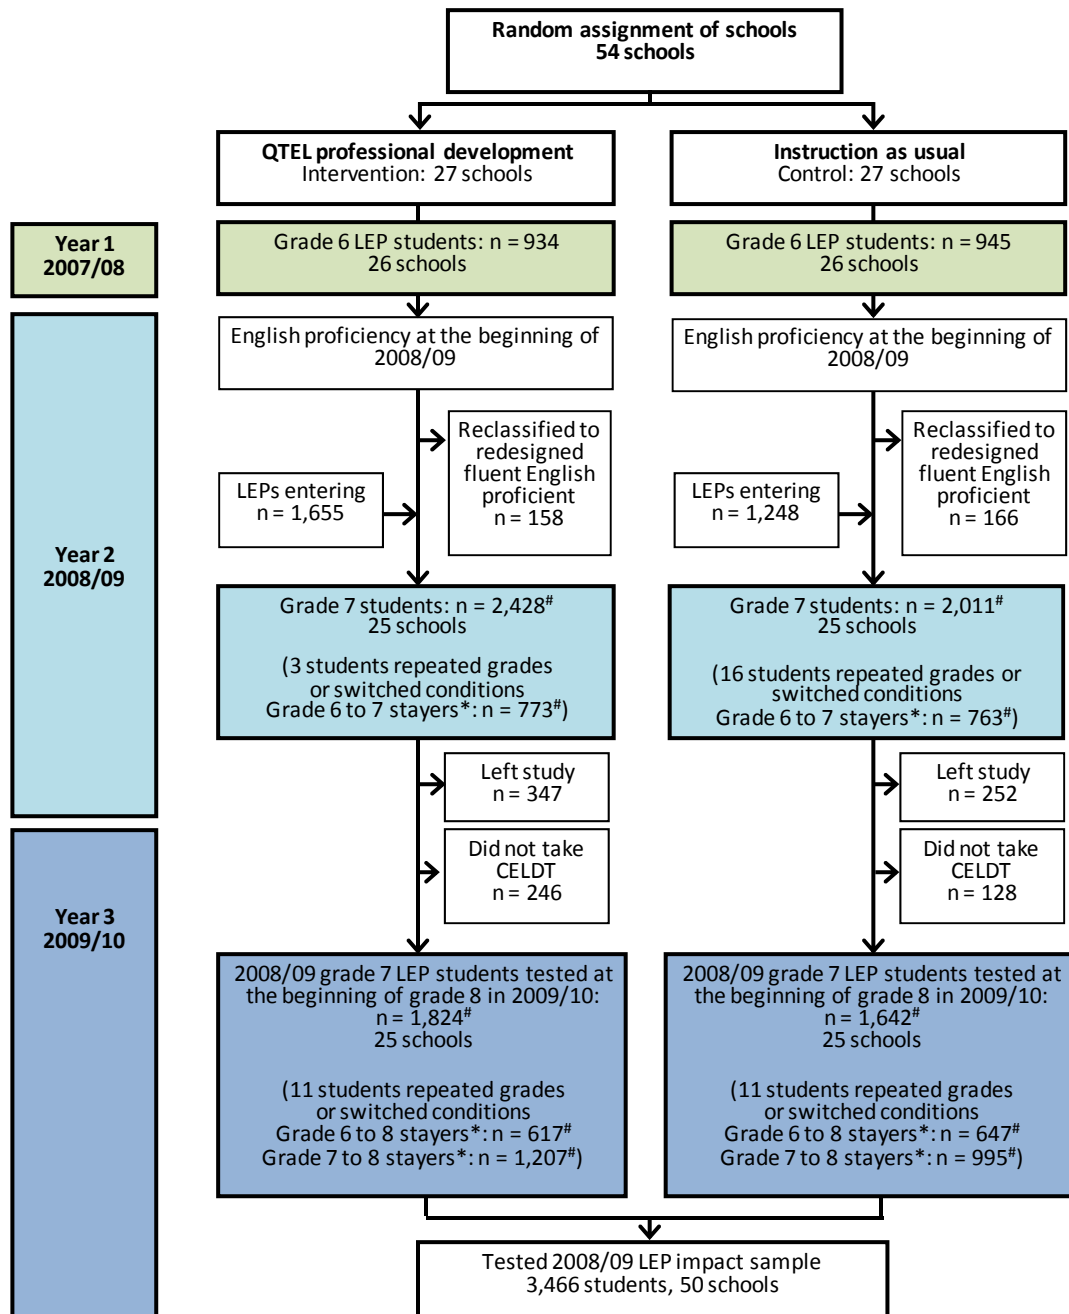 Random assignment of schools
54 schools
QTEL professional development
Intervention: 27 schools
Instruction as usual
Control: 27 schools
Year 1
2007/08
Grade 6 LEP students: n = 934
26 schools
Grade 6 LEP students: n = 945
26 schools
Year 2
2008/09
English proficiency at the beginning of
2008/09
Reclassified to
redesigned
fluent English
proficient
n = 158
LEPs entering
n = 1,655
English proficiency at the beginning of
2008/09
Reclassified to
redesigned
fluent English
proficient
n = 166
LEPs entering
n = 1,248
Grade 7 students: n = 2,428#
25 schools
(3 students repeated grades
or switched conditions
Grade 6 to 7 stayers*: n = 773#)
Grade 7 students: n = 2,011#
25 schools
(16 students repeated grades or
switched conditions
Grade 6 to 7 stayers*: n = 763#)
Left study
n = 347
Left study
n = 252
Year 3
2009/10
Did not take
CELDT
n = 246
Did not take
CELDT
n = 128
2008/09 grade 7 LEP students tested at
the beginning of grade 8 in 2009/10:
n = 1,824#
25 schools
(11 students repeated grades
or switched conditions
Grade 6 to 8 stayers*: n = 617#
Grade 7 to 8 stayers*: n = 1,207#)
2008/09 grade 7 LEP students tested at
the beginning of grade 8 in 2009/10:
n = 1,642#
25 schools
(11 students repeated grades
or switched conditions
Grade 6 to 8 stayers*: n = 647#
Grade 7 to 8 stayers*: n = 995#)
Tested 2008/09 LEP impact sample
3,466 students, 50 schools